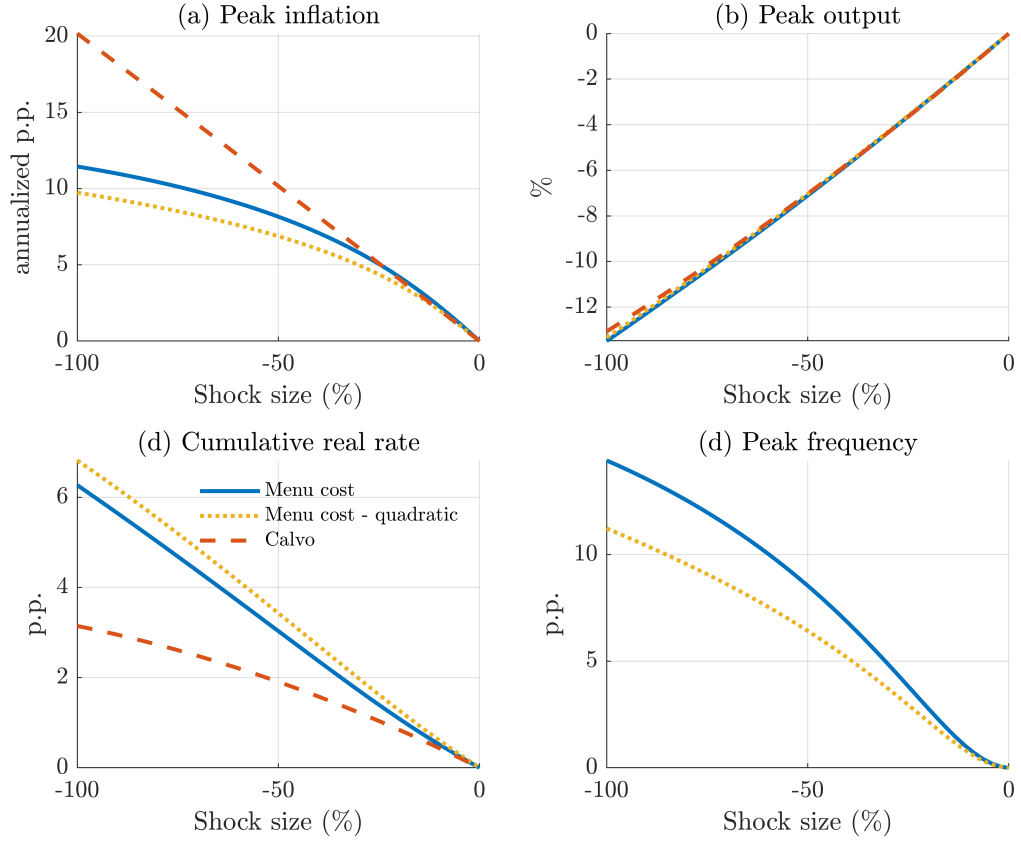 (a) Peak inflation
annualized p.p.
20
15
10
5
0
-100
-50
0
Shock size (%)
(b) Peak output
%
0
-2
-4
-6
-8
-10
-12
-100
-50
0
Shock size (%)
(d) Cumulative real rate
p.p.
6
4
2
0
Menu cost
Menu cost - quadratic
Calvo
-100
-50
0
Shock size (%)
(d) Peak frequency
p.p.
10
5
0
-100
-50
0
Shock size (%)